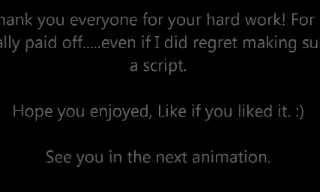 hank you everyone for your hard work! For
ally paid off.....even if I did regret making su
a script.
Hope you enjoyed, Like if you liked it. :)
See you in the next animation.